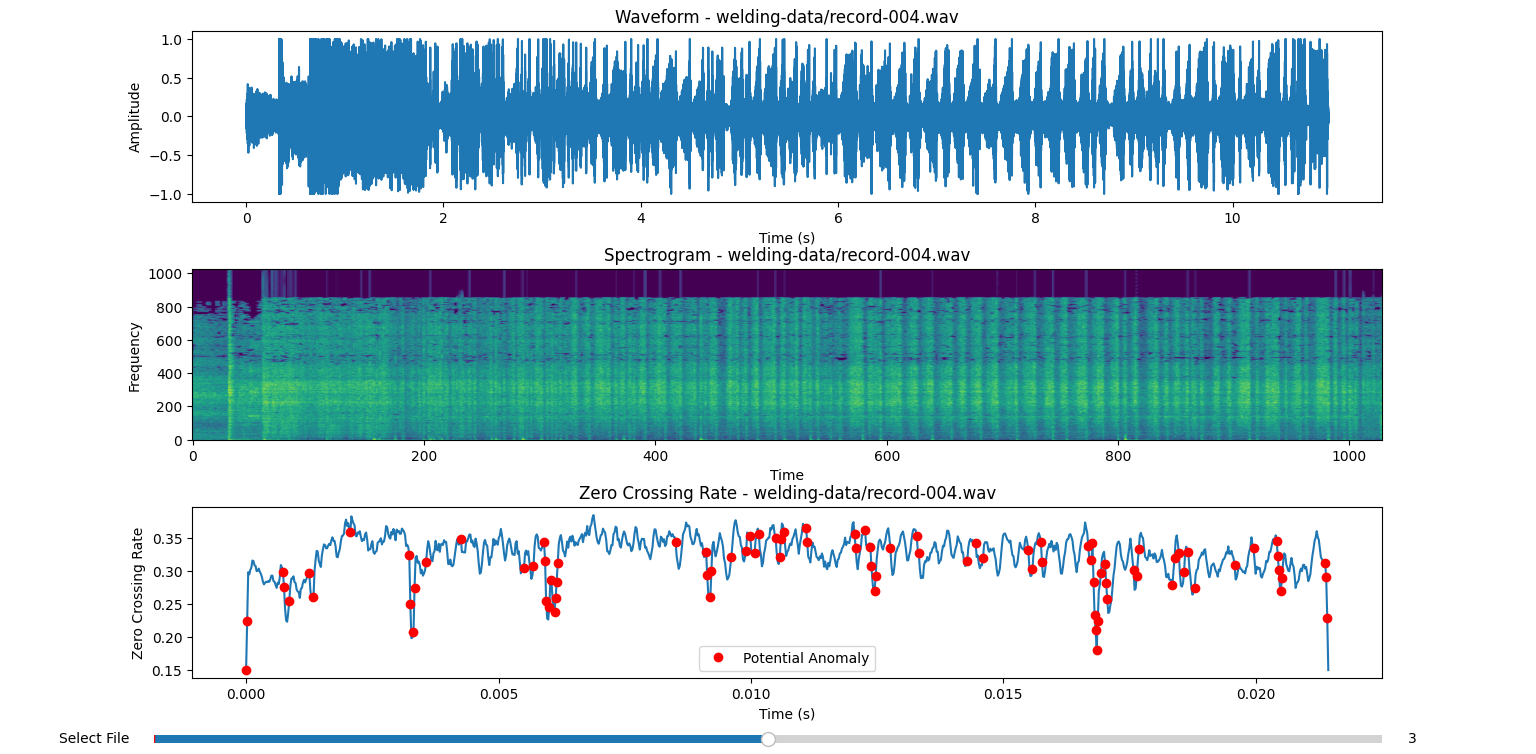 Waveform - welding-data/record-004.wav
1.0
0.5
0.0
−0.5
−1.0
Amplitude
0 2 4 6 8 10
Time (s)
Spectrogram - welding-data/record-004.wav
1000
800
600
400
200
0
Frequency
0 200 400 600 800 1000
Time
Zero Crossing Rate - welding-data/record-004.wav
0.35
0.30
0.25
0.20
0.15
Zero Crossing Rate
Potential Anomaly
0.000 0.005 0.010 0.015 0.020
Time (s)
Select File 3